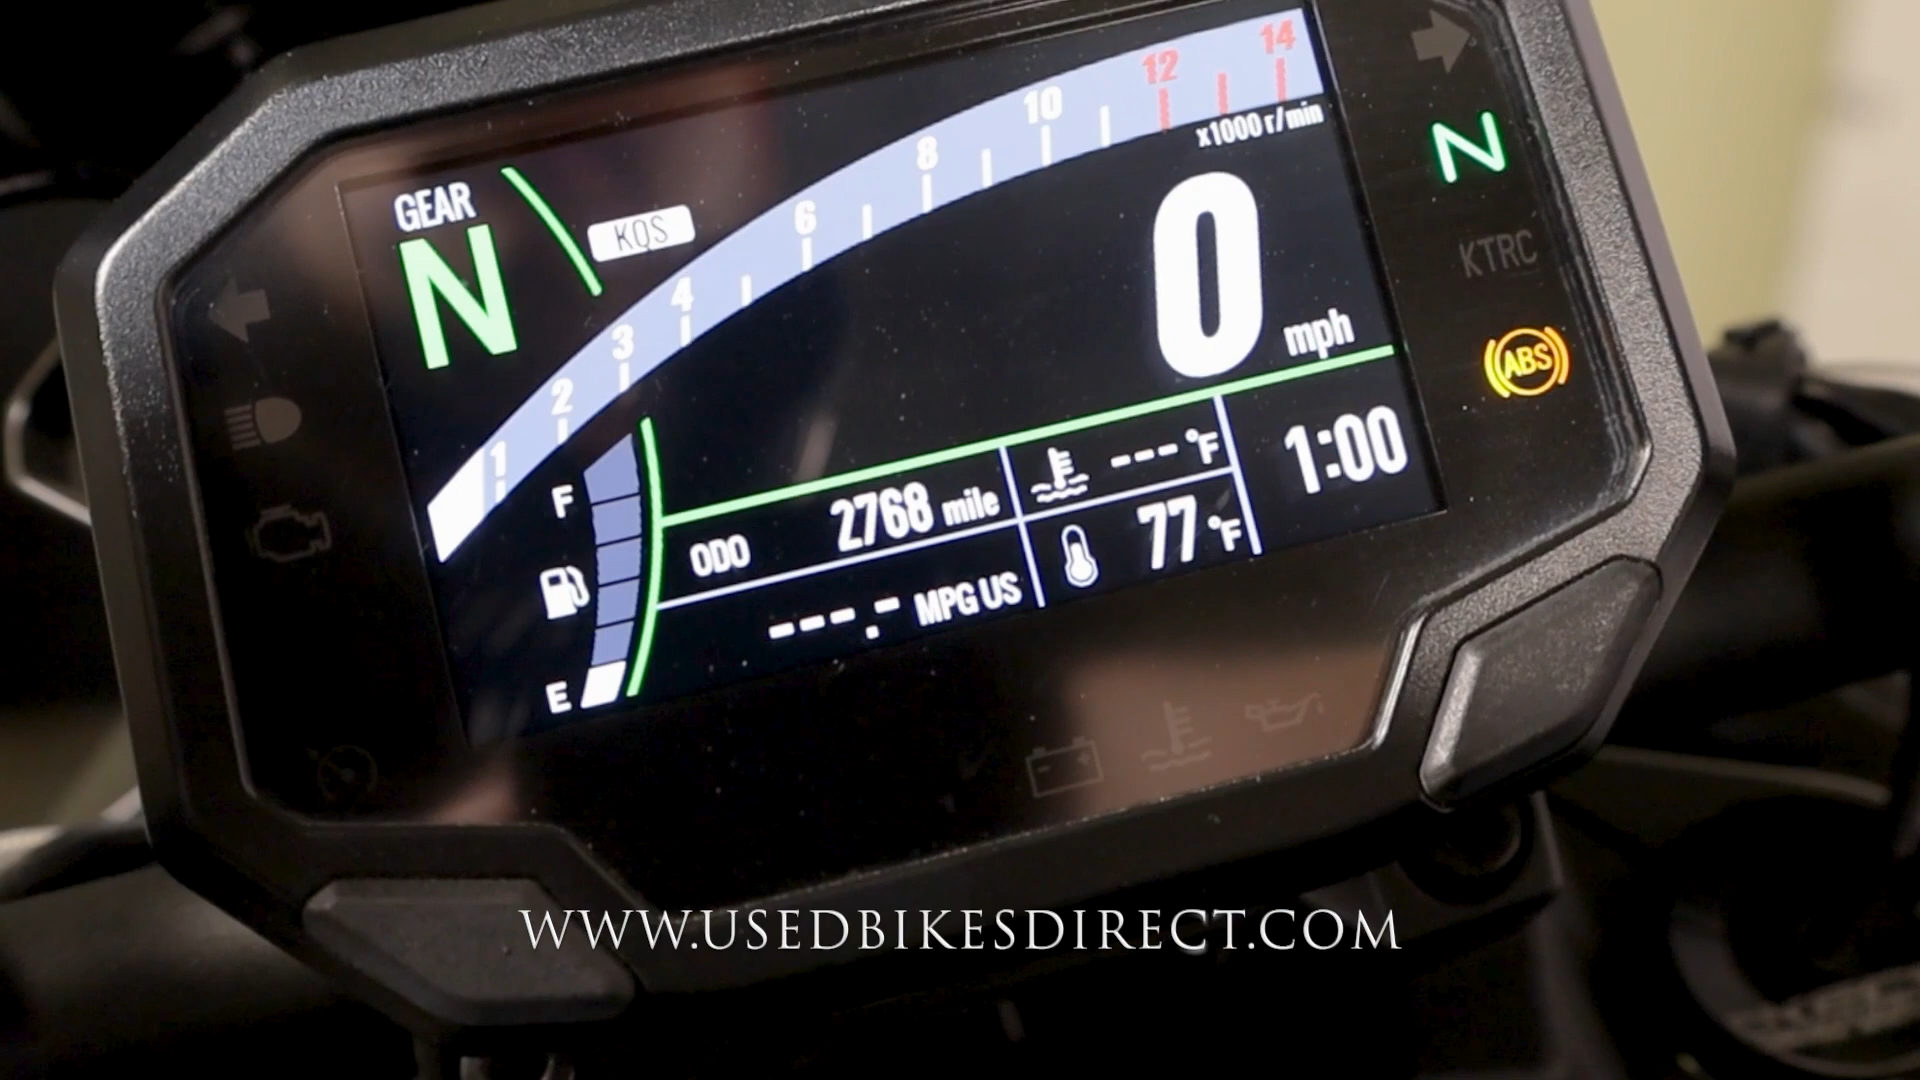 14
12
10
x1000 r/min
8
GEAR
N
KQS
6
4
3
2
1
0
mph
N
KTRC
ABS
F
E
ODO 2768 mile
---.- MPG US
--- °F
77 °F
1:00
WWW.USEDBIKESDIRECT.COM